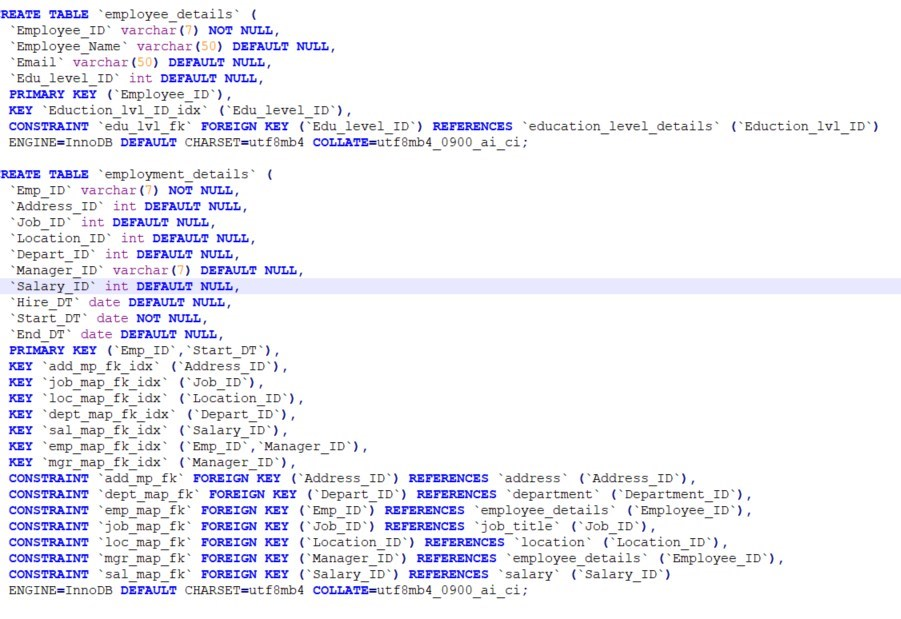 REATE TABLE `employee_details` (
`Employee_ID` varchar(7) NOT NULL,
`Employee_Name` varchar(50) DEFAULT NULL,
`Email` varchar(50) DEFAULT NULL,
`Edu_level_ID` int DEFAULT NULL,
PRIMARY KEY (`Employee_ID`),
KEY `Eduction_lvl_ID_idx` (`Edu_level_ID`),
CONSTRAINT `edu_lvl_fk` FOREIGN KEY (`Edu_level_ID`) REFERENCES `education_level_details` (`Eduction_lvl_ID`)
ENGINE=InnoDB DEFAULT CHARSET=utf8mb4 COLLATE=utf8mb4_0900_ai_ci;
REATE TABLE `employment_details` (
`Emp_ID` varchar(7) NOT NULL,
`Address_ID` int DEFAULT NULL,
`Job_ID` int DEFAULT NULL,
`Location_ID` int DEFAULT NULL,
`Depart_ID` int DEFAULT NULL,
`Manager_ID` varchar(7) DEFAULT NULL,
`Salary_ID` int DEFAULT NULL,
`Hire_DT` date DEFAULT NULL,
`Start_DT` date NOT NULL,
`End_DT` date DEFAULT NULL,
PRIMARY KEY (`Emp_ID`,`Start_DT`),
KEY `add_mp_fk_idx` (`Address_ID`),
KEY `job_map_fk_idx` (`Job_ID`),
KEY `loc_map_fk_idx` (`Location_ID`),
KEY `dept_map_fk_idx` (`Depart_ID`),
KEY `sal_map_fk_idx` (`Salary_ID`),
KEY `emp_map_fk_idx` (`Emp_ID`,`Manager_ID`),
KEY `mgr_map_fk_idx` (`Manager_ID`),
CONSTRAINT `add_mp_fk` FOREIGN KEY (`Address_ID`) REFERENCES `address` (`Address_ID`),
CONSTRAINT `dept_map_fk` FOREIGN KEY (`Depart_ID`) REFERENCES `department` (`Department_ID`),
CONSTRAINT `emp_map_fk` FOREIGN KEY (`Emp_ID`) REFERENCES `employee_details` (`Employee_ID`),
CONSTRAINT `job_map_fk` FOREIGN KEY (`Job_ID`) REFERENCES `job_title` (`Job_ID`),
CONSTRAINT `loc_map_fk` FOREIGN KEY (`Location_ID`) REFERENCES `location` (`Location_ID`),
CONSTRAINT `mgr_map_fk` FOREIGN KEY (`Manager_ID`) REFERENCES `employee_details` (`Employee_ID`),
CONSTRAINT `sal_map_fk` FOREIGN KEY (`Salary_ID`) REFERENCES `salary` (`Salary_ID`)
ENGINE=InnoDB DEFAULT CHARSET=utf8mb4 COLLATE=utf8mb4_0900_ai_ci;